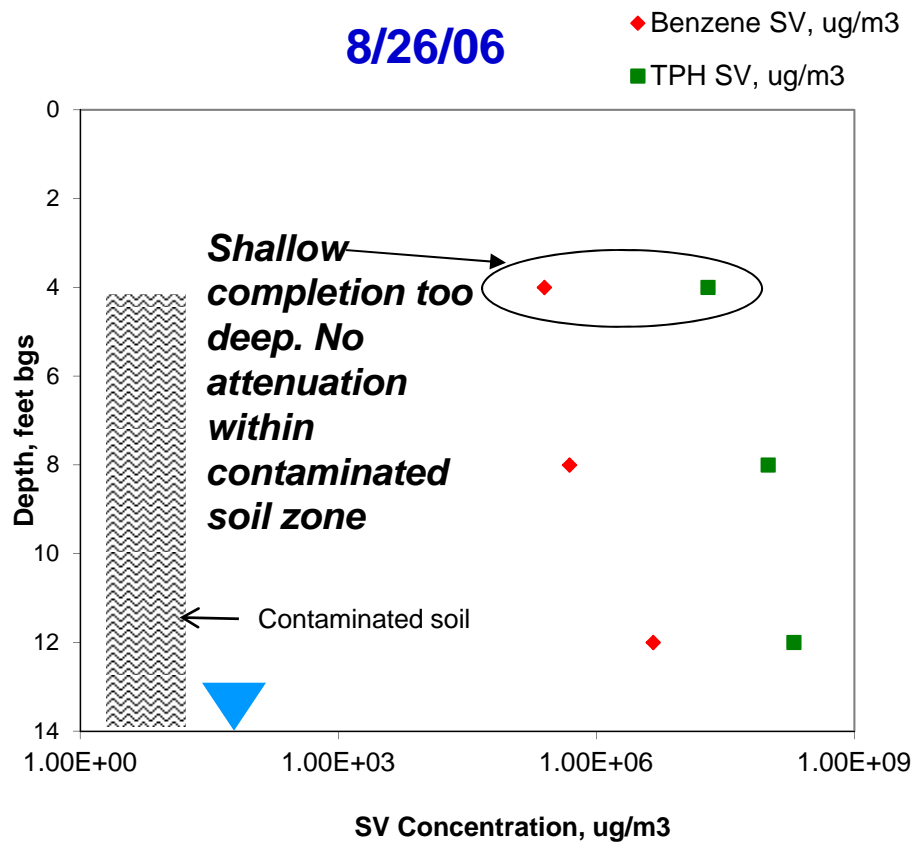 8/26/06
Benzene SV, ug/m3
TPH SV, ug/m3
0
2
4
6
8
10
12
14
Depth, feet bgs
Shallow
completion too
deep. No
attenuation
within
contaminated
soil zone
Contaminated soil
1.00E+00
1.00E+03
1.00E+06
1.00E+09
SV Concentration, ug/m3